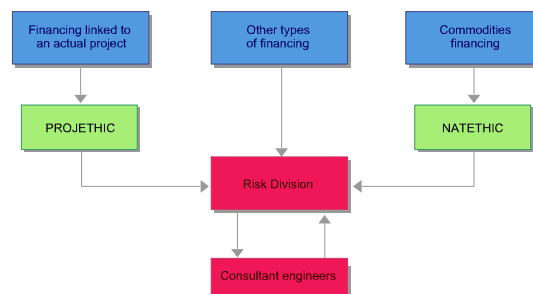 Financing linked to
an actual project
Other types
of financing
Commodities
financing
PROJETHIC
NATETHIC
Risk Division
Consultant engineers